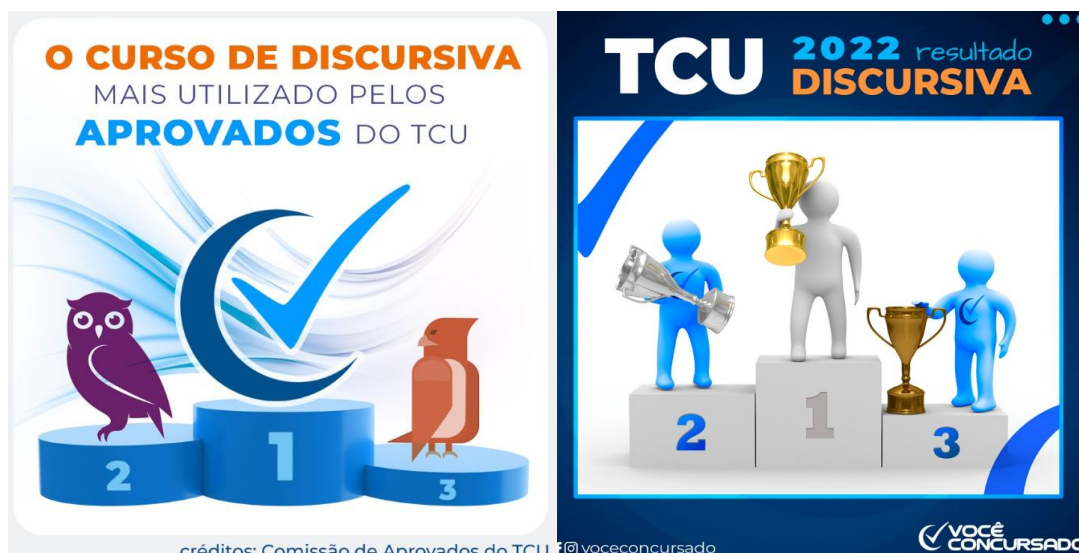 O CURSO DE DISCURSIVA
MAIS UTILIZADO PELOS
APROVADOS DO TCU
2
1
3
créditos: Comissão de Aprovados do TCU
TCU 2022 resultado
DISCURSIVA
2
1
3
voceconcursado
VOCÊ
CONCURSADO